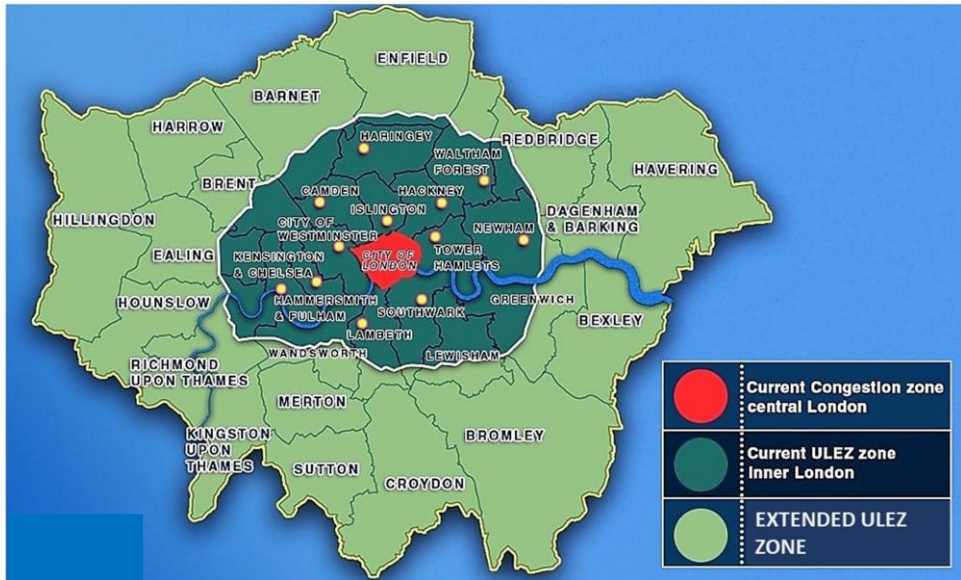 ENFIELD
BARNET
HARROW
HARINGEY
REDBRIDGE
WALTHAM
FOREST
HAVERING
BRENT
CAMDEN
HACKNEY
ISLINGTON
HILLINGDON
CITY OF
WESTMINSTER
NEWHAM
DAGENHAM
& BARKING
EALING
KENSINGTON
& CHELSEA
CITY OF
LONDON
TOWER
HAMLETS
HOUNSLOW
HAMMERSMITH
& FULHAM
SOUTHWARK
GREENWICH
BEXLEY
LAMBETH
WANDSWORTH
LEWISHAM
RICHMOND
UPON THAMES
MERTON
KINGSTON
UPON
THAMES
SUTTON
CROYDON
BROMLEY
Current Congestion zone
central London
Current ULEZ zone
Inner London
EXTENDED ULEZ
ZONE